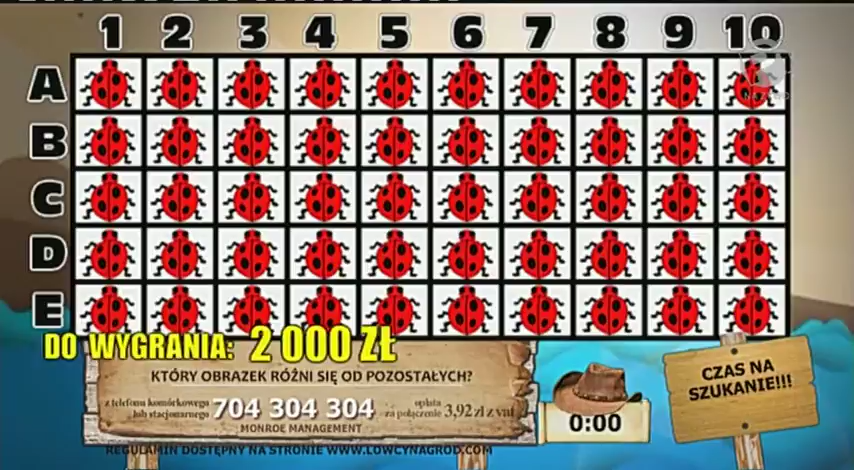 1 2 3 4 5 6 7 8 9 10
A
B
C
D
E
DO WYGRANIA: 2 000 ZŁ
KTÓRY OBRAZEK RÓŻNI SIĘ OD POZOSTAŁYCH?
z telefonu komórkowego lub stacjonarnego 704 304 304 opłata za połączenie 3,92 zł z vat
MONROE MANAGEMENT
REGULAMIN DOSTĘPNY NA STRONIE WWW.LOWCYNAGROD.COM
0:00
CZAS NA
SZUKANIE!!!